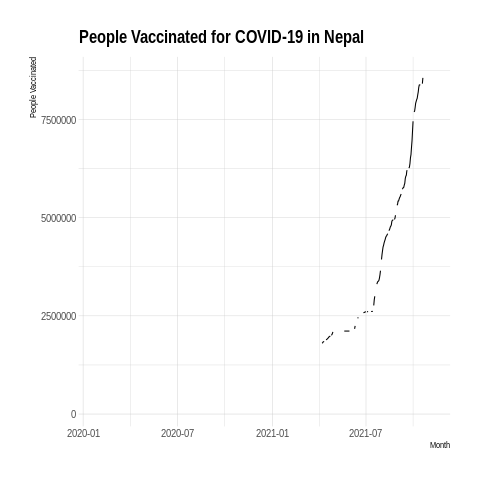 People Vaccinated for COVID-19 in Nepal
People Vaccinated
7500000
5000000
2500000
0
2020-01
2020-07
2021-01
2021-07
Month